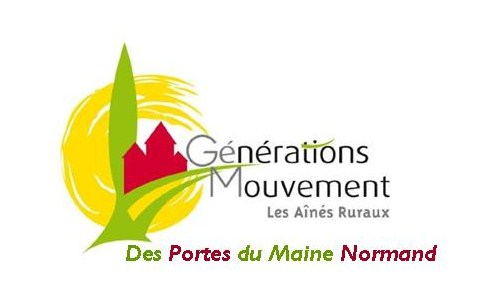 Générations
Mouvement
Les Aînés Ruraux
Des Portes du Maine Normand